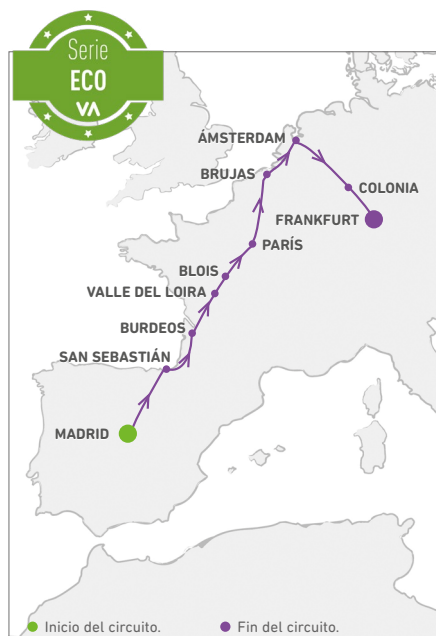 Serie
ECO
VA
ÁMSTERDAM
BRUJAS
COLONIA
FRANKFURT
PARÍS
BLOIS
VALLE DEL LOIRA
BURDEOS
SAN SEBASTIÁN
MADRID
Inicio del circuito.
Fin del circuito.